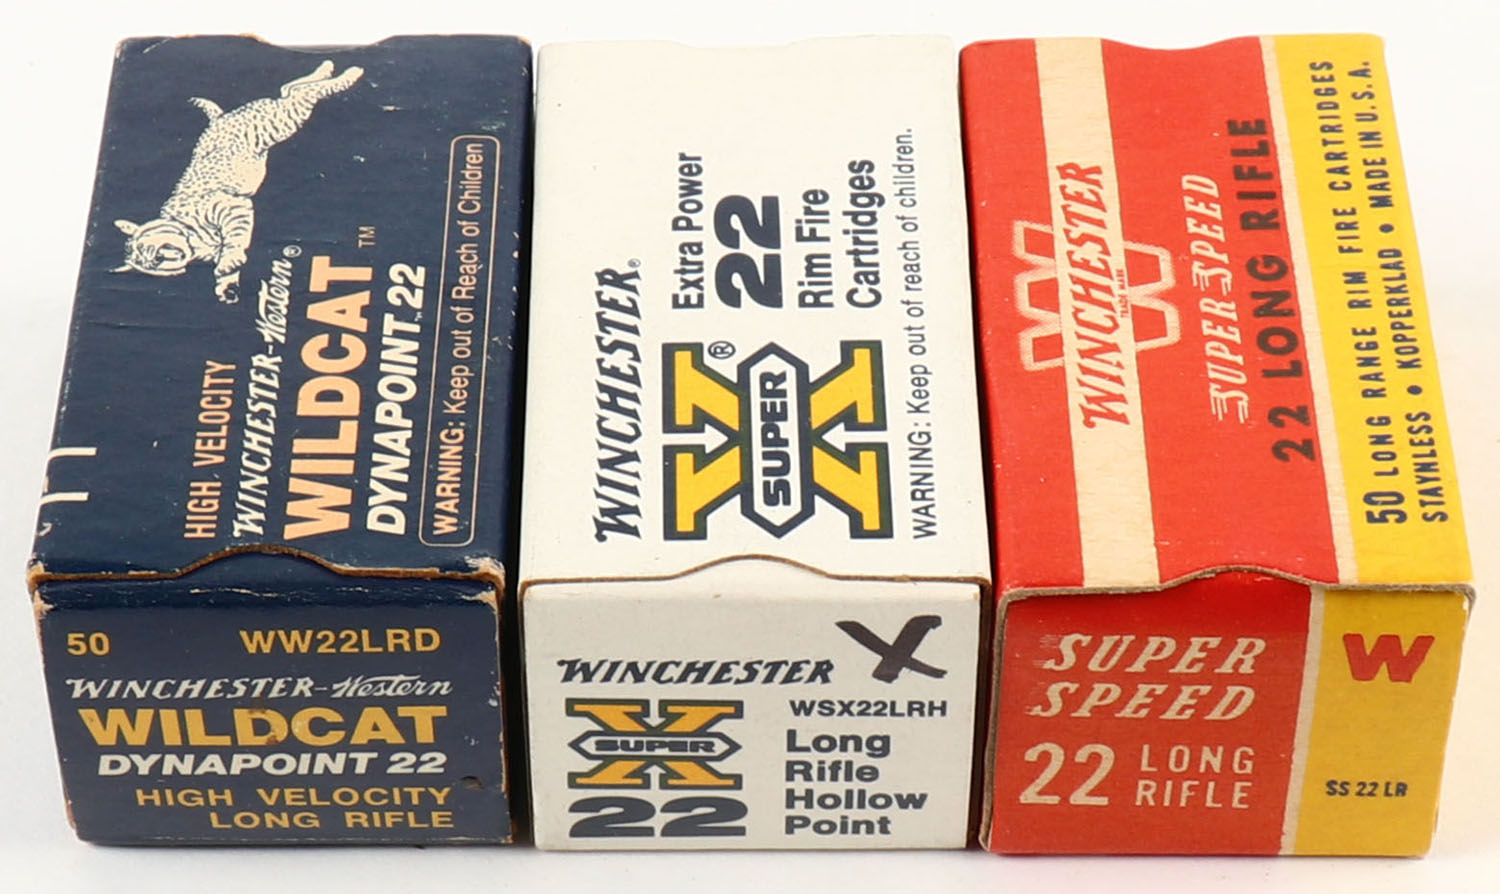 HIGH VELOCITY
WINCHESTER-Western®
WILDCAT™
DYNAPOINT™ 22
WARNING: Keep out of Reach of Children
50 WW22LRD
WINCHESTER-Western
WILDCAT
DYNAPOINT 22
HIGH VELOCITY
LONG RIFLE
WINCHESTER®
X SUPER ®
Extra Power
22
Rim Fire
Cartridges
WARNING: Keep out of reach of children.
X
WINCHESTER
X SUPER
22
WSX22LRH
Long
Rifle
Hollow
Point
W
WINCHESTER
TRADE MARK
SUPER SPEED
22 LONG RIFLE
50 LONG RANGE RIM FIRE CARTRIDGES
STAYNLESS • KOPPERKLAD • MADE IN U.S.A.
SUPER
SPEED
22 LONG
RIFLE
W
SS 22 LR